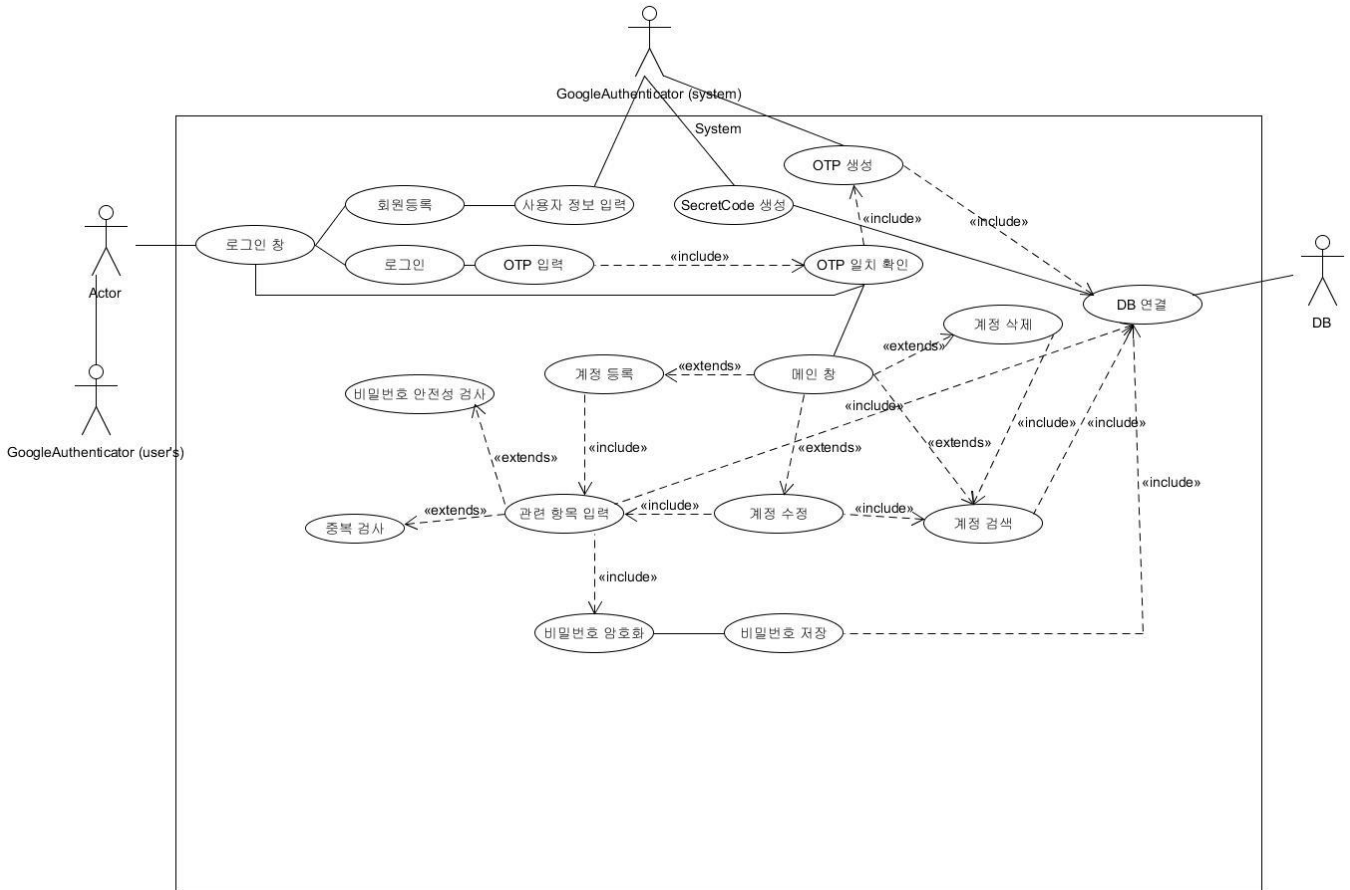 GoogleAuthenticator (system)
System
OTP 생성
회원등록
사용자 정보 입력
SecretCode 생성
«include»
«include»
로그인 창
로그인
OTP 입력
«include»
OTP 일치 확인
Actor
DB 연결
DB
계정 삭제
«extends»
계정 등록
«extends»
메인 창
비밀번호 안전성 검사
«include»
«include»
«include»
«extends»
«include»
«extends»
GoogleAuthenticator (user's)
«extends»
«include»
«extends»
관련 항목 입력
«include»
계정 수정
«include»
계정 검색
중복 검사
«include»
비밀번호 암호화
비밀번호 저장